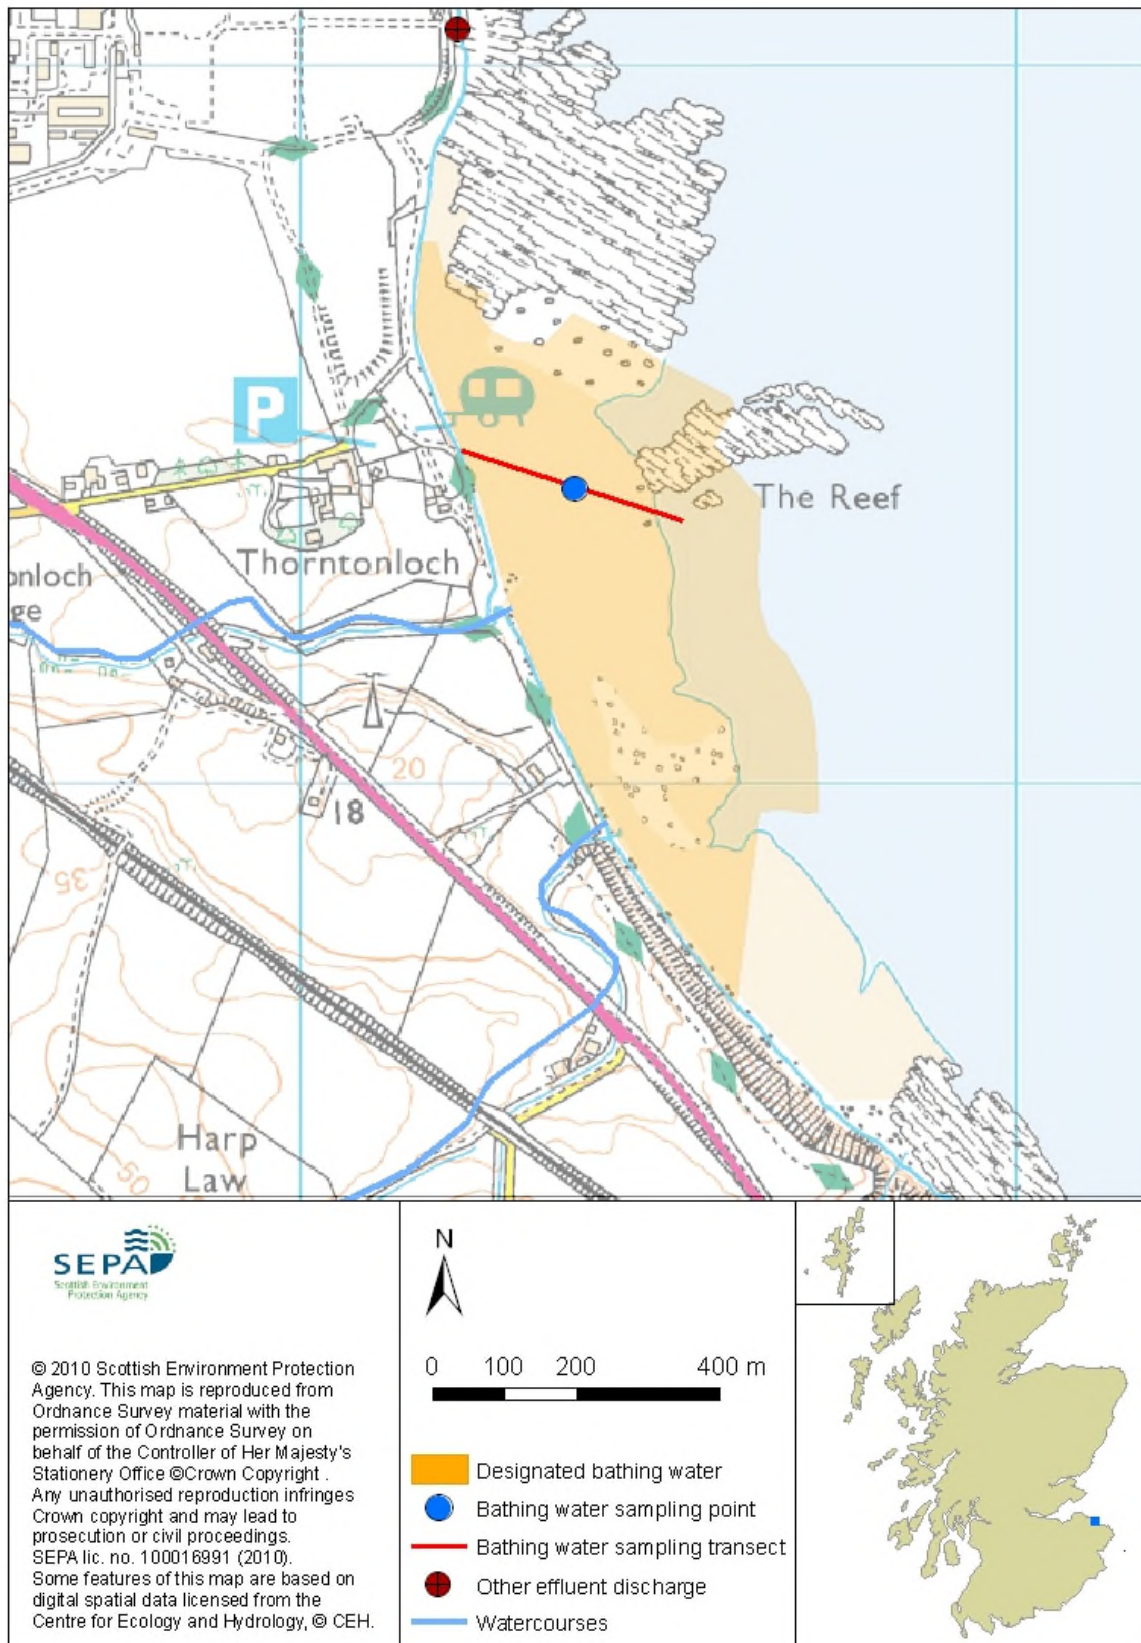 P
The Reef
Thorntonloch
onloch
ge
20
18
35
60
Harp
Law
SEPA
Scottish Environment
Protection Agency
© 2010 Scottish Environment Protection
Agency. This map is reproduced from
Ordnance Survey material with the
permission of Ordnance Survey on
behalf of the Controller of Her Majesty's
Stationery Office ©Crown Copyright .
Any unauthorised reproduction infringes
Crown copyright and may lead to
prosecution or civil proceedings.
SEPA lic. no. 100016991 (2010).
Some features of this map are based on
digital spatial data licensed from the
Centre for Ecology and Hydrology, © CEH.
N
0 100 200 400 m
Designated bathing water
Bathing water sampling point
Bathing water sampling transect
Other effluent discharge
Watercourses